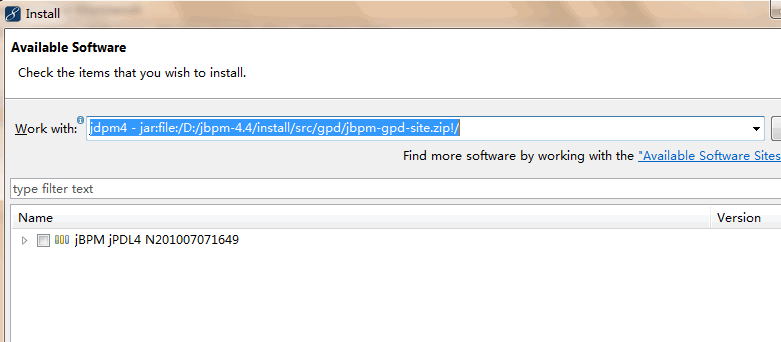 Install
Available Software
Check the items that you wish to install.
Work with: jdpm4 - jar:file:/D:/jbpm-4.4/install/src/gpd/jbpm-gpd-site.zip!/
Find more software by working with the "Available Software Sites
type filter text
Name Version
jBPM jPDL4 N201007071649